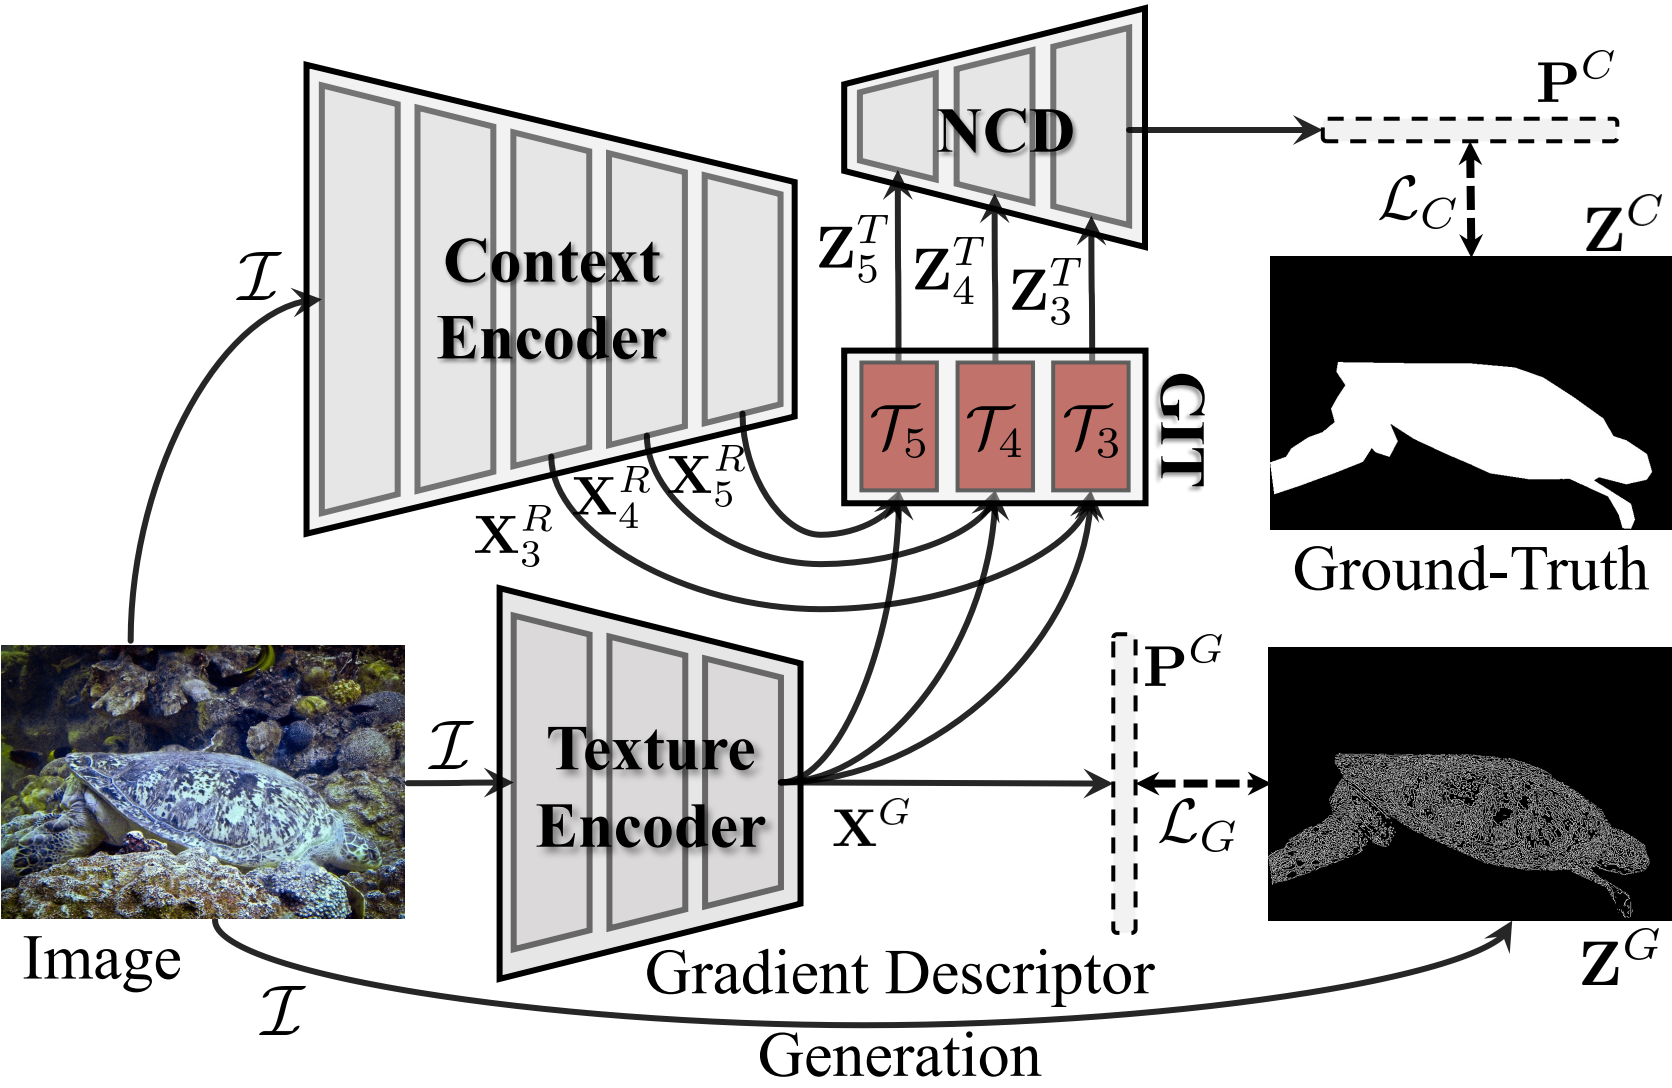 𝓘
Context
Encoder
NCD
P^C
𝓛_C
Z^C
Z_5^T
Z_4^T
Z_3^T
𝒯_5
𝒯_4
𝒯_3
GIT
X_5^R
X_4^R
X_3^R
Ground-Truth
𝓘
Texture
Encoder
X^G
P^G
𝓛_G
Image
Z^G
𝓘
Gradient Descriptor
Generation